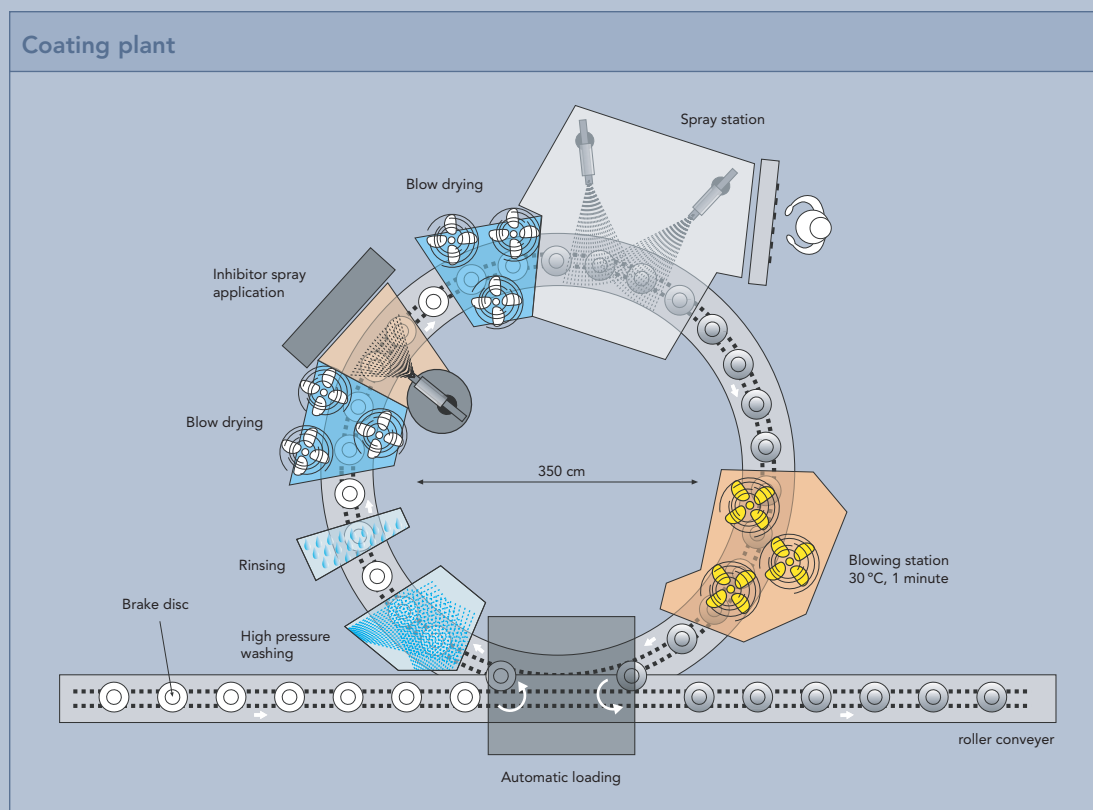 Coating plant
Spray station
Blow drying
Inhibitor spray
application
Blow drying
350 cm
Blowing station
30 ºC, 1 minute
Rinsing
Brake disc
High pressure
washing
roller conveyer
Automatic loading